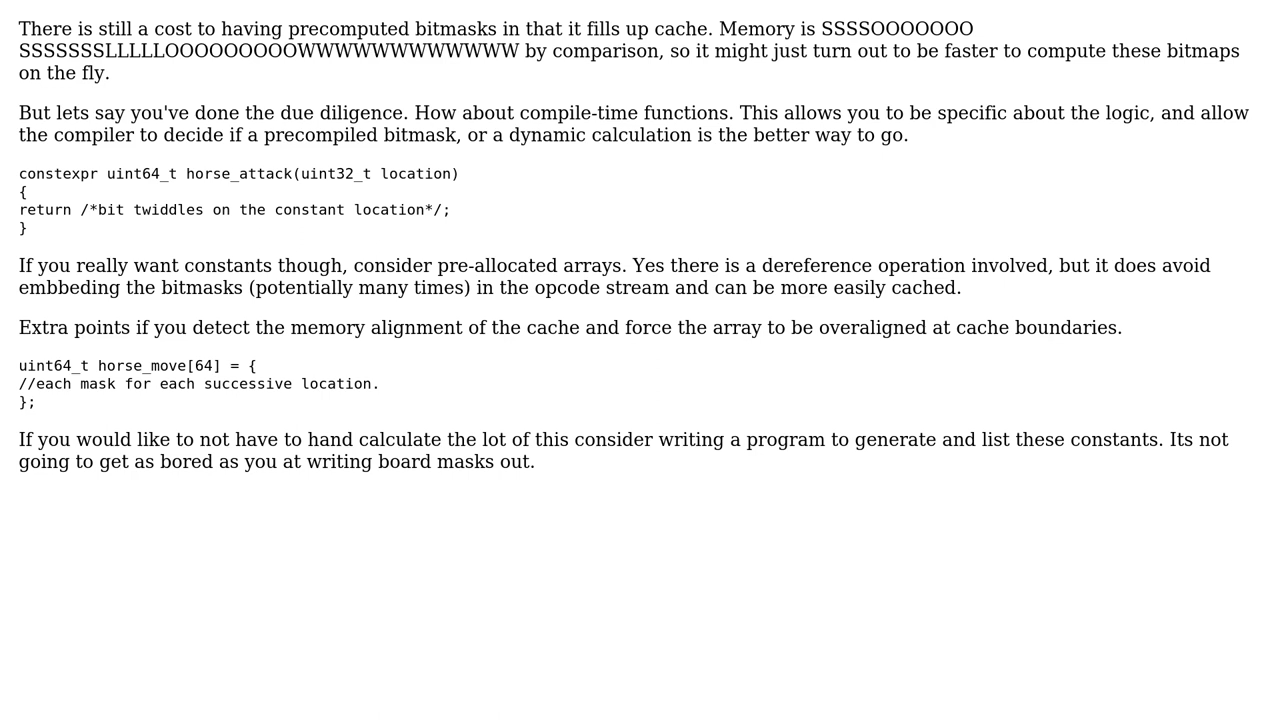 There is still a cost to having precomputed bitmasks in that it fills up cache. Memory is SSSSOOOOOOO
SSSSSSSLLLLLOOOOOOOOOWWWWWWWWWWWW by comparison, so it might just turn out to be faster to compute these bitmaps
on the fly.
But lets say you've done the due diligence. How about compile-time functions. This allows you to be specific about the logic, and allow
the compiler to decide if a precompiled bitmask, or a dynamic calculation is the better way to go.
constexpr uint64_t horse_attack(uint32_t location)
{
return /*bit twiddles on the constant location*/;
}
If you really want constants though, consider pre-allocated arrays. Yes there is a dereference operation involved, but it does avoid
embbeding the bitmasks (potentially many times) in the opcode stream and can be more easily cached.
Extra points if you detect the memory alignment of the cache and force the array to be overaligned at cache boundaries.
uint64_t horse_move[64] = {
//each mask for each successive location.
};
If you would like to not have to hand calculate the lot of this consider writing a program to generate and list these constants. Its not
going to get as bored as you at writing board masks out.